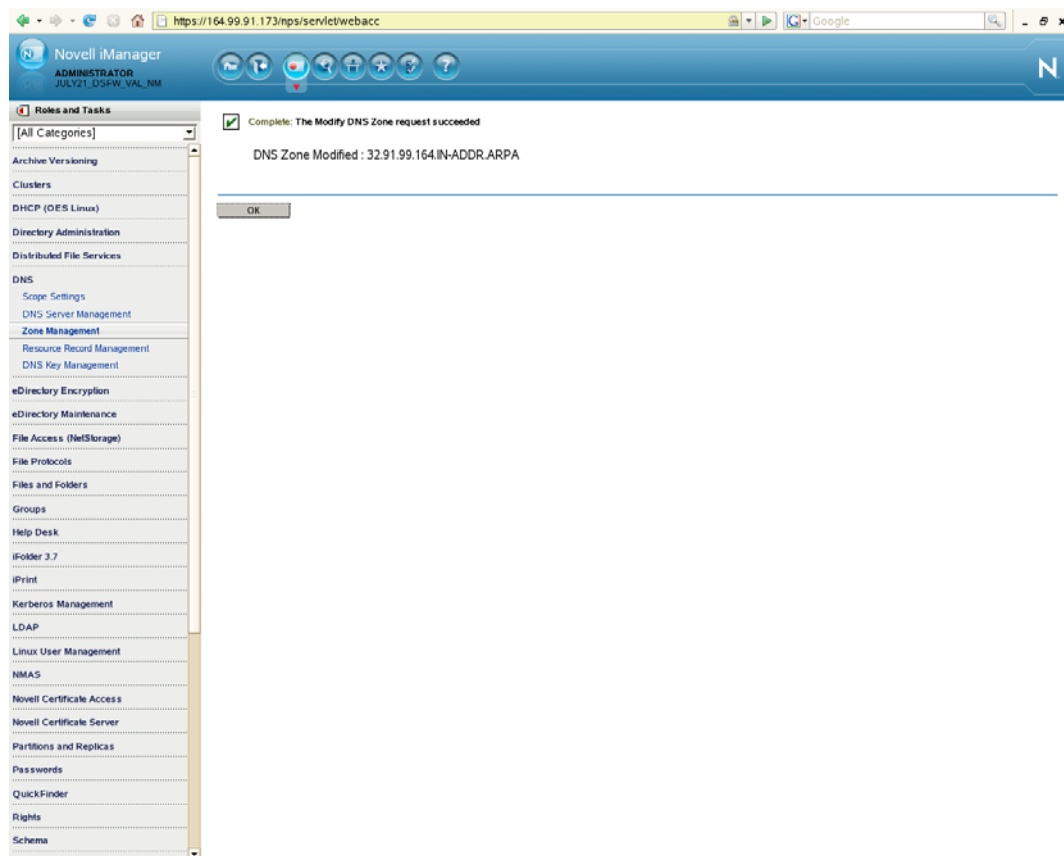 https://164.99.91.173/nps/servlet/webacc
Google
Novell iManager
ADMINISTRATOR
JULY21_DSFW_VAL_NM
N
Roles and Tasks
[All Categories]
Archive Versioning
Clusters
DHCP (OES Linux)
Directory Administration
Distributed File Services
DNS
Scope Settings
DNS Server Management
Zone Management
Resource Record Management
DNS Key Management
eDirectory Encryption
eDirectory Maintenance
File Access (NetStorage)
File Protocols
Files and Folders
Groups
Help Desk
iFolder 3.7
iPrint
Kerberos Management
LDAP
Linux User Management
NMAS
Novell Certificate Access
Novell Certificate Server
Partitions and Replicas
Passwords
QuickFinder
Rights
Schema
Complete: The Modify DNS Zone request succeeded
DNS Zone Modified : 32.91.99.164.IN-ADDR.ARPA
OK